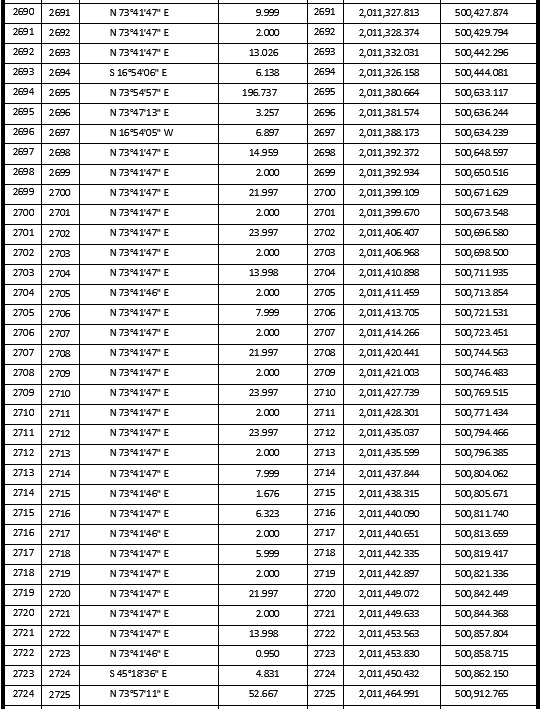 2690 2691 N 73°41'47" E 9.999 2691 2,011,327.813 500,427.874
2691 2692 N 73°41'47" E 2.000 2692 2,011,328.374 500,429.794
2692 2693 N 73°41'47" E 13.026 2693 2,011,332.031 500,442.296
2693 2694 S 16°54'06" E 6.138 2694 2,011,326.158 500,444.081
2694 2695 N 73°54'57" E 196.737 2695 2,011,380.664 500,633.117
2695 2696 N 73°47'13" E 3.257 2696 2,011,381.574 500,636.244
2696 2697 N 16°54'05" W 6.897 2697 2,011,388.173 500,634.239
2697 2698 N 73°41'47" E 14.959 2698 2,011,392.372 500,648.597
2698 2699 N 73°41'47" E 2.000 2699 2,011,392.934 500,650.516
2699 2700 N 73°41'47" E 21.997 2700 2,011,399.109 500,671.629
2700 2701 N 73°41'47" E 2.000 2701 2,011,399.670 500,673.548
2701 2702 N 73°41'47" E 23.997 2702 2,011,406.407 500,696.580
2702 2703 N 73°41'47" E 2.000 2703 2,011,406.968 500,698.500
2703 2704 N 73°41'47" E 13.998 2704 2,011,410.898 500,711.935
2704 2705 N 73°41'46" E 2.000 2705 2,011,411.459 500,713.854
2705 2706 N 73°41'47" E 7.999 2706 2,011,413.705 500,721.531
2706 2707 N 73°41'47" E 2.000 2707 2,011,414.266 500,723.451
2707 2708 N 73°41'47" E 21.997 2708 2,011,420.441 500,744.563
2708 2709 N 73°41'47" E 2.000 2709 2,011,421.003 500,746.483
2709 2710 N 73°41'47" E 23.997 2710 2,011,427.739 500,769.515
2710 2711 N 73°41'47" E 2.000 2711 2,011,428.301 500,771.434
2711 2712 N 73°41'47" E 23.997 2712 2,011,435.037 500,794.466
2712 2713 N 73°41'47" E 2.000 2713 2,011,435.599 500,796.385
2713 2714 N 73°41'47" E 7.999 2714 2,011,437.844 500,804.062
2714 2715 N 73°41'46" E 1.676 2715 2,011,438.315 500,805.671
2715 2716 N 73°41'47" E 6.323 2716 2,011,440.090 500,811.740
2716 2717 N 73°41'46" E 2.000 2717 2,011,440.651 500,813.659
2717 2718 N 73°41'47" E 5.999 2718 2,011,442.335 500,819.417
2718 2719 N 73°41'47" E 2.000 2719 2,011,442.897 500,821.336
2719 2720 N 73°41'47" E 21.997 2720 2,011,449.072 500,842.449
2720 2721 N 73°41'47" E 2.000 2721 2,011,449.633 500,844.368
2721 2722 N 73°41'47" E 13.998 2722 2,011,453.563 500,857.804
2722 2723 N 73°41'46" E 0.950 2723 2,011,453.830 500,858.715
2723 2724 S 45°18'36" E 4.831 2724 2,011,450.432 500,862.150
2724 2725 N 73°57'11" E 52.667 2725 2,011,464.991 500,912.765